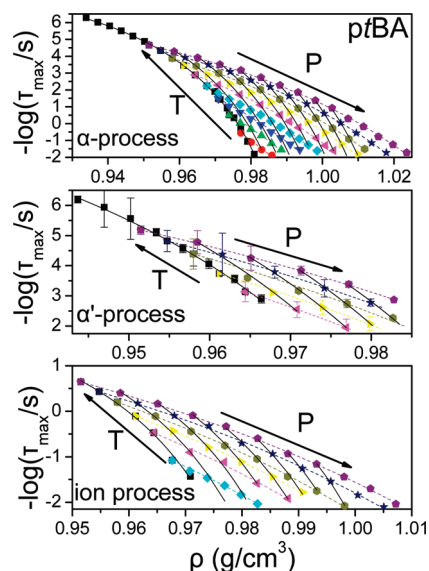 ptBA
-log(τmax/s)
6
5
4
3
2
1
0
-1
-2
P
T
α-process
0.94
0.96
0.98
1.00
1.02
-log(τmax/s)
6
5
4
3
2
P
T
α'-process
0.95
0.96
0.97
0.98
-log(τmax/s)
1
0
-1
-2
P
T
ion process
0.95
0.96
0.97
0.98
0.99
1.00
1.01
ρ (g/cm³)